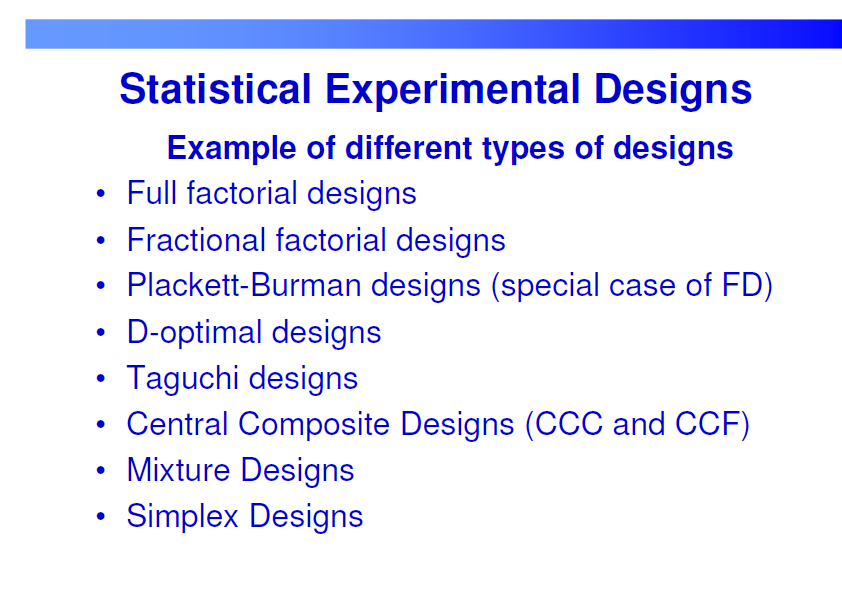 Statistical Experimental Designs
Example of different types of designs
• Full factorial designs
• Fractional factorial designs
• Plackett-Burman designs (special case of FD)
• D-optimal designs
• Taguchi designs
• Central Composite Designs (CCC and CCF)
• Mixture Designs
• Simplex Designs